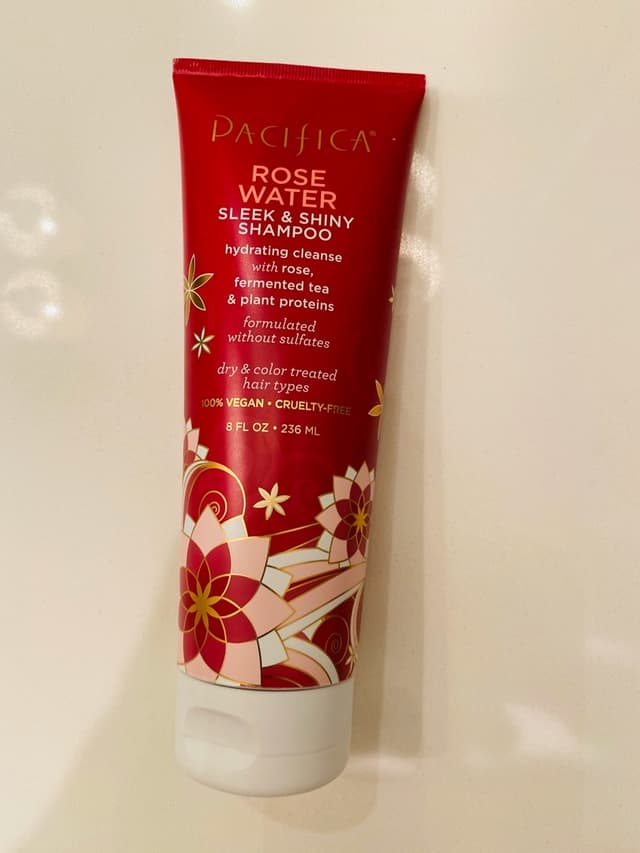 PACIFICA®
ROSE
WATER
SLEEK & SHINY
SHAMPOO
hydrating cleanse
with rose,
fermented tea
& plant proteins
formulated
without sulfates
dry & color treated
hair types
100% VEGAN • CRUELTY-FREE
8 FL OZ • 236 ML